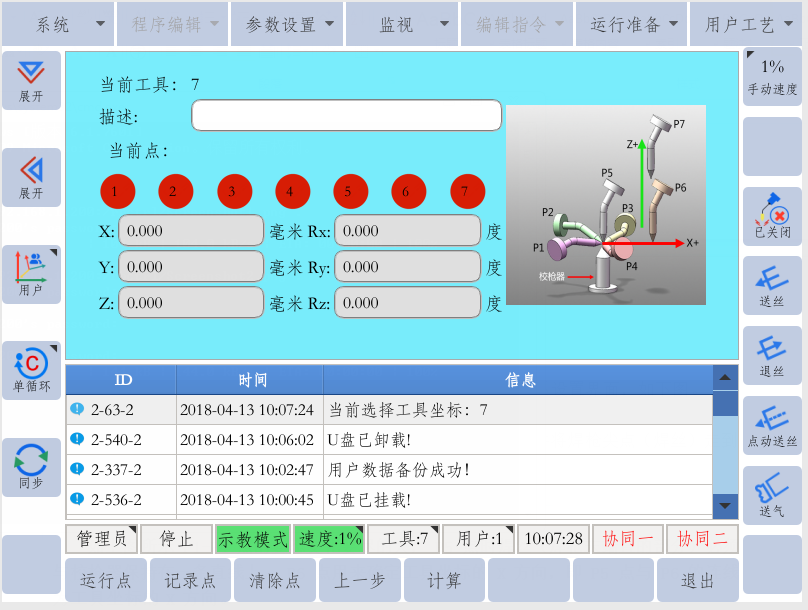 系统 程序编辑 参数设置 监视 编辑指令 运行准备 用户工艺
展开
展开
用户
C
单循环
同步
当前工具: 7
描述:
当前点:
1 2 3 4 5 6 7
X: 0.000 毫米 Rx: 0.000 度
Y: 0.000 毫米 Ry: 0.000 度
Z: 0.000 毫米 Rz: 0.000 度
P7
Z+
P5
P6
P2
P3
P1
X+
P4
校枪器
1%
手动速度
已关闭
送丝
退丝
点动送丝
送气
ID 时间 信息
2-63-2 2018-04-13 10:07:24 当前选择工具坐标: 7
2-540-2 2018-04-13 10:06:02 U盘已卸载!
2-337-2 2018-04-13 10:02:47 用户数据备份成功!
2-536-2 2018-04-13 10:00:45 U盘已挂载!
管理员 停止 示教模式 速度:1% 工具:7 用户:1 10:07:28 协同一 协同二
运行点 记录点 清除点 上一步 计算 退出